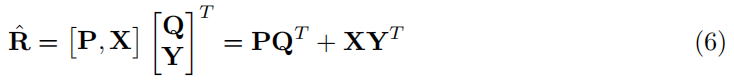 R̂ = [P, X] [Q Y]^T = PQ^T + XY^T (6)